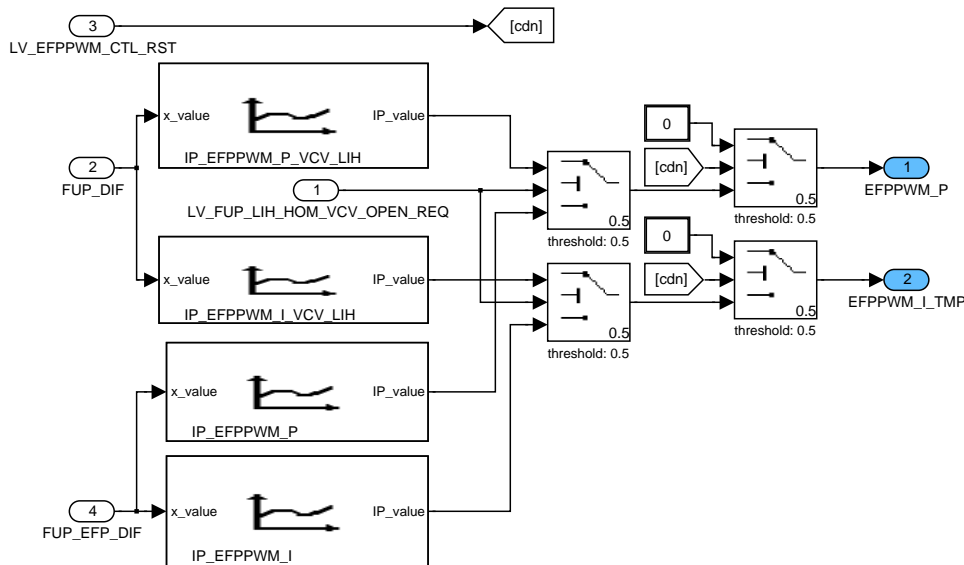 3
[cdn]
LV_EFPPWM_CTL_RST
x_value
IP_value
IP_EFPPWM_P_VCV_LIH
2
FUP_DIF
1
LV_FUP_LIH_HOM_VCV_OPEN_REQ
0
[cdn]
0.5
threshold: 0.5
0.5
threshold: 0.5
1
EFPPWM_P
x_value
IP_value
IP_EFPPWM_I_VCV_LIH
0
[cdn]
0.5
threshold: 0.5
0.5
threshold: 0.5
2
EFPPWM_I_TMP
x_value
IP_value
IP_EFPPWM_P
4
FUP_EFP_DIF
x_value
IP_value
IP_EFPPWM_I